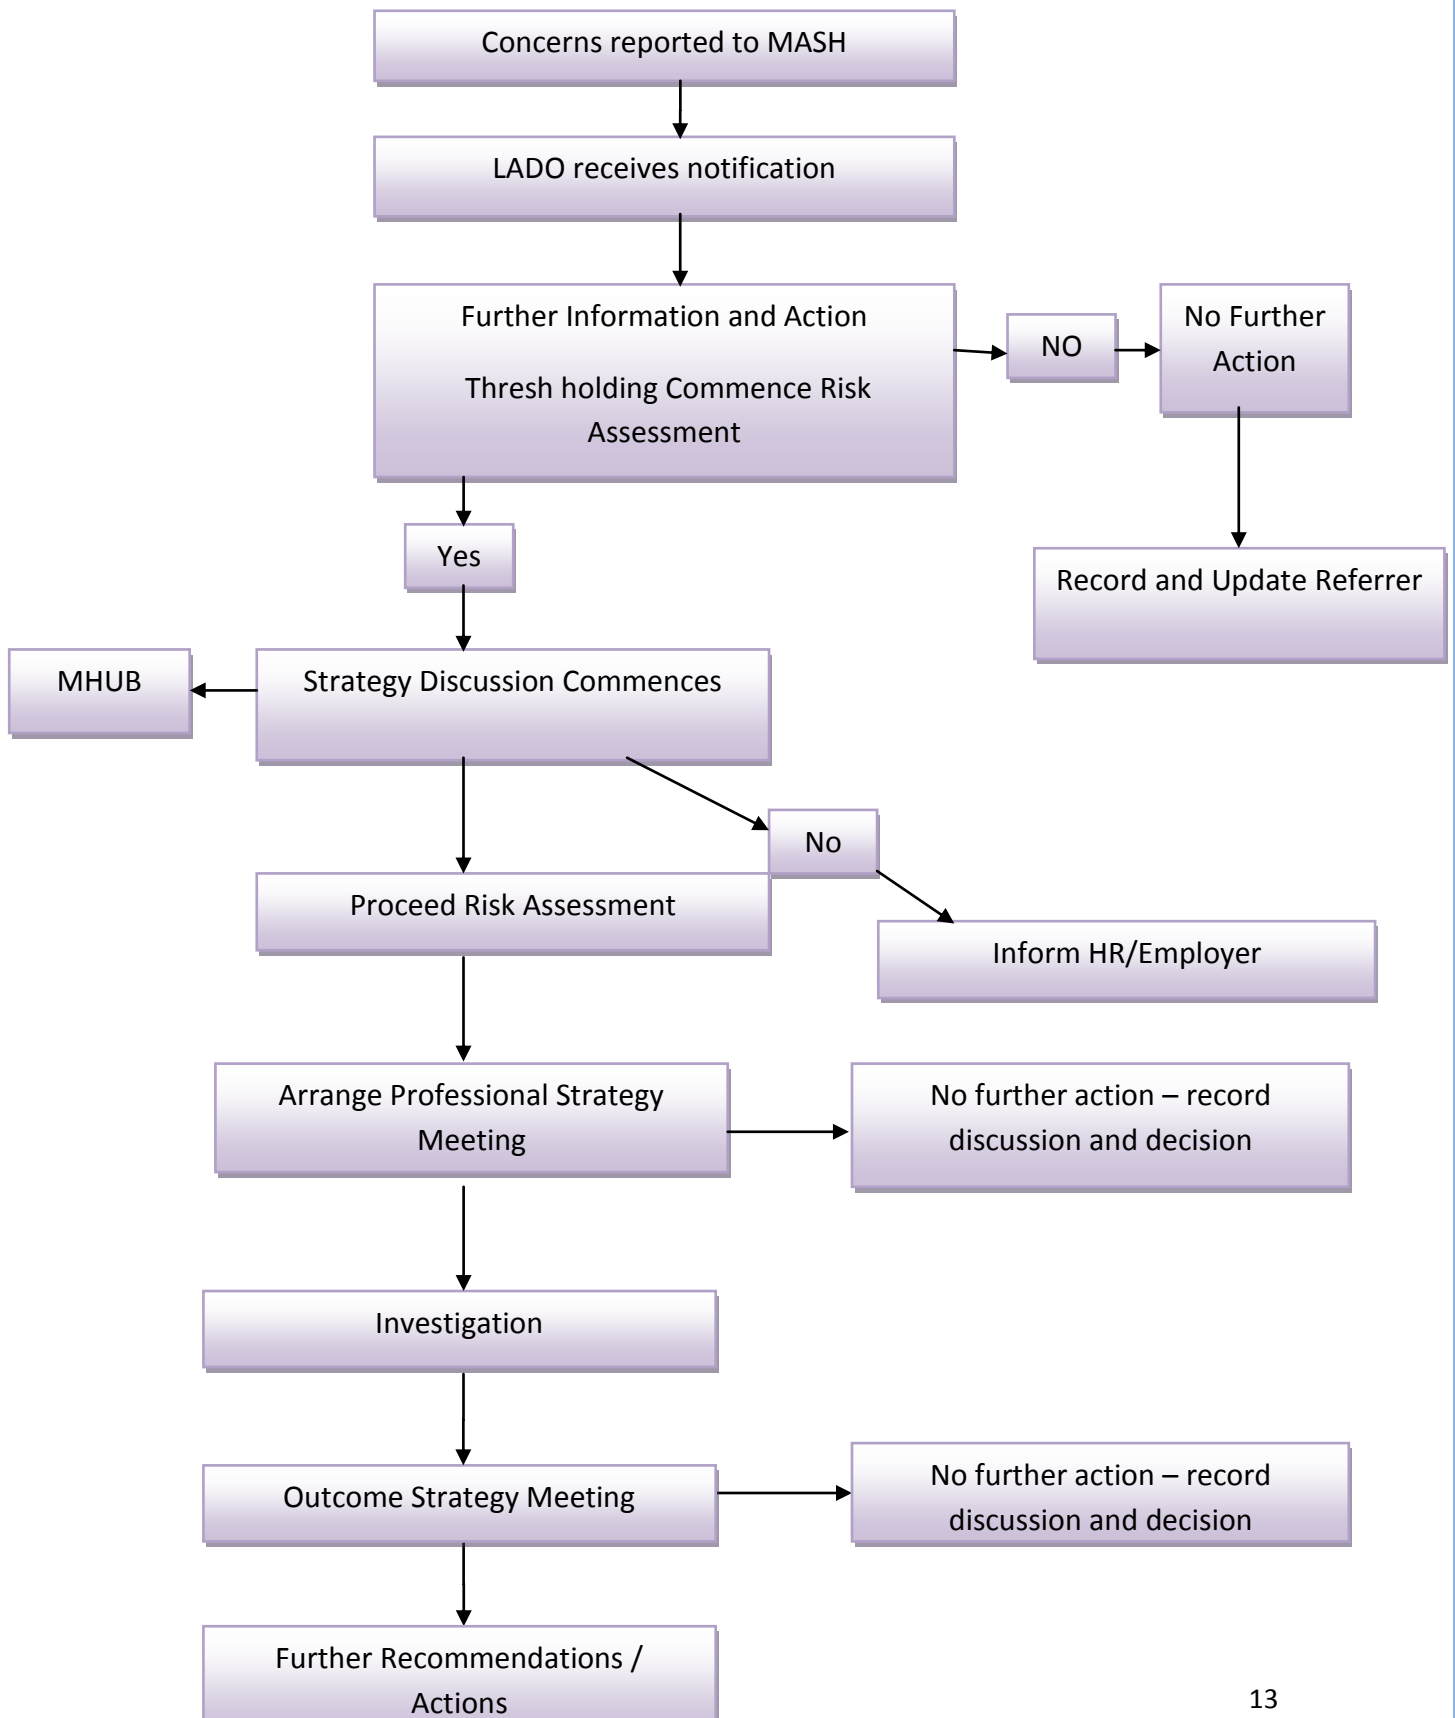 Concerns reported to MASH
LADO receives notification
Further Information and Action
Thresh holding Commence Risk
Assessment
NO
No Further
Action
Yes
Record and Update Referrer
MHUB
Strategy Discussion Commences
No
Proceed Risk Assessment
Inform HR/Employer
Arrange Professional Strategy
Meeting
No further action – record
discussion and decision
Investigation
Outcome Strategy Meeting
No further action – record
discussion and decision
Further Recommendations /
Actions
13